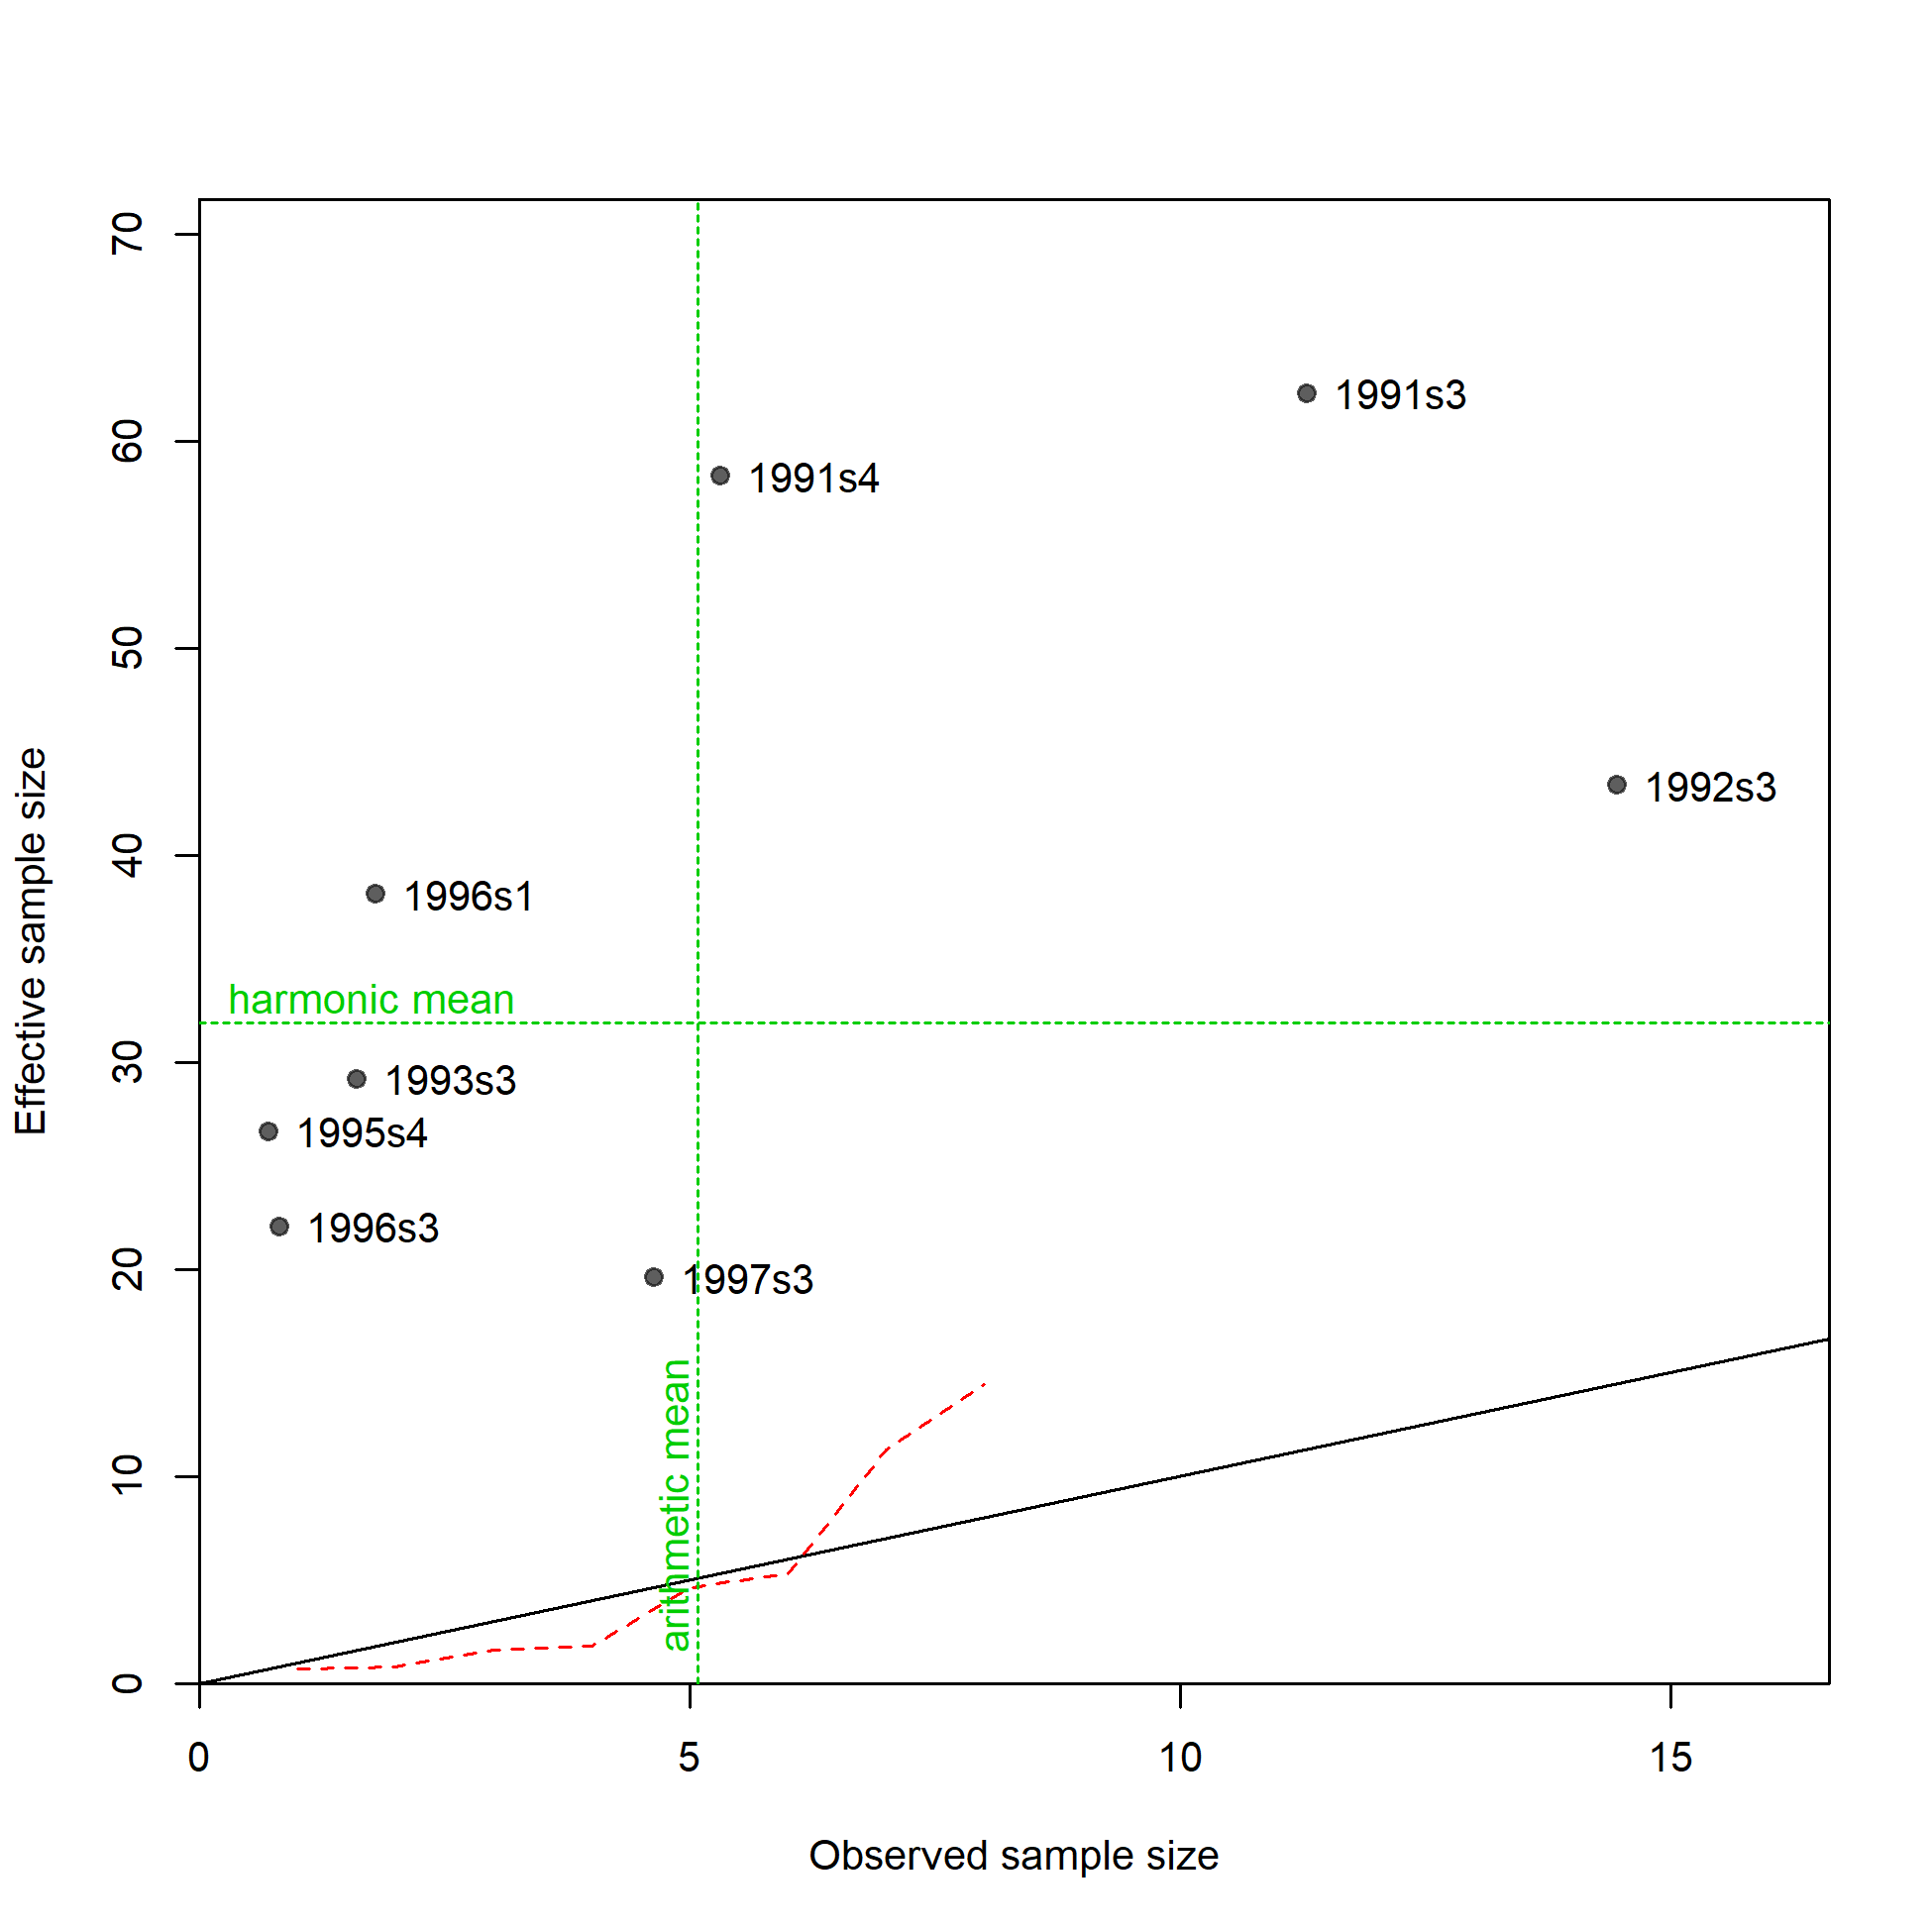 70
60
50
40
30
20
10
0
Effective sample size
1991s3
1991s4
1992s3
1996s1
harmonic mean
1993s3
1995s4
1996s3
1997s3
arithmetic mean
0 5 10 15
Observed sample size